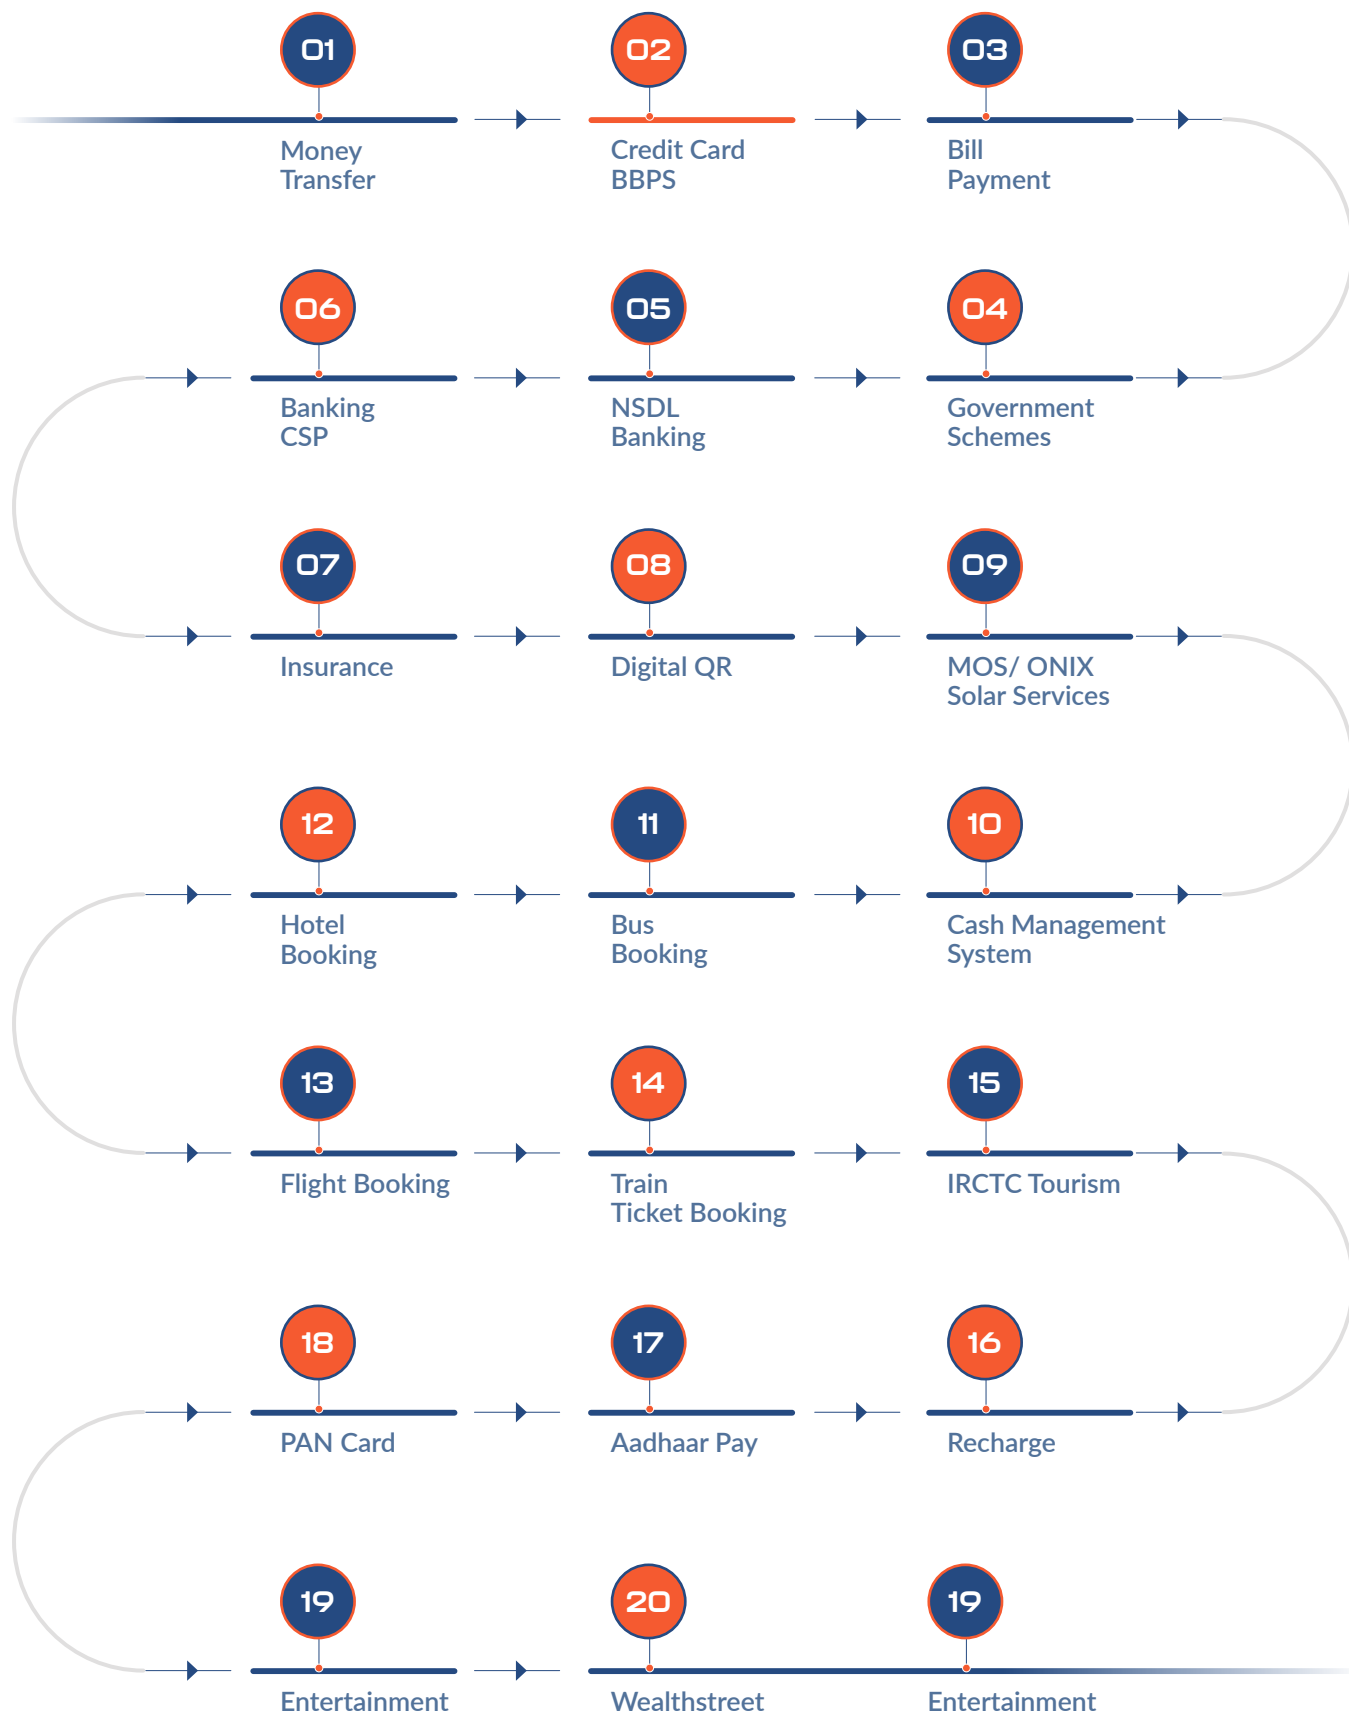 01
Money
Transfer
02
Credit Card
BBPS
03
Bill
Payment
04
Government
Schemes
05
NSDL
Banking
06
Banking
CSP
07
Insurance
08
Digital QR
09
MOS/ ONIX
Solar Services
10
Cash Management
System
11
Bus
Booking
12
Hotel
Booking
13
Flight Booking
14
Train
Ticket Booking
15
IRCTC Tourism
16
Recharge
17
Aadhaar Pay
18
PAN Card
19
Entertainment
20
Wealthstreet
19
Entertainment